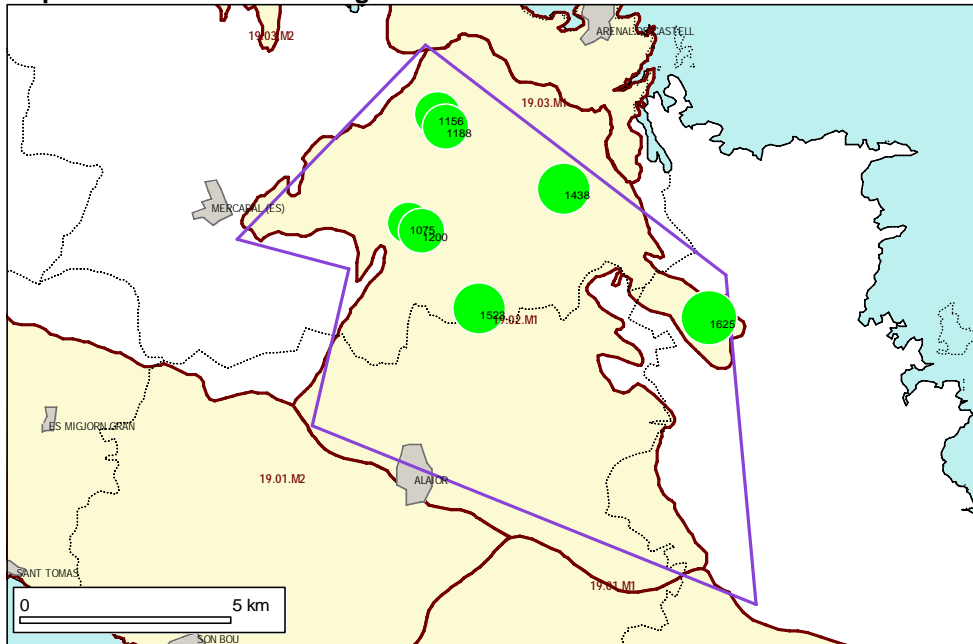 19.03.M2
ARENAL DE CASTELL
19.03.M1
1156
1188
1438
MERCADAL (ES)
1075
1200
1523
19.02.M1
1625
ES MIGJORN GRAN
19.01.M2
ALAIOR
SANT TOMAS
19.01.M1
0 5 km
SON BOU